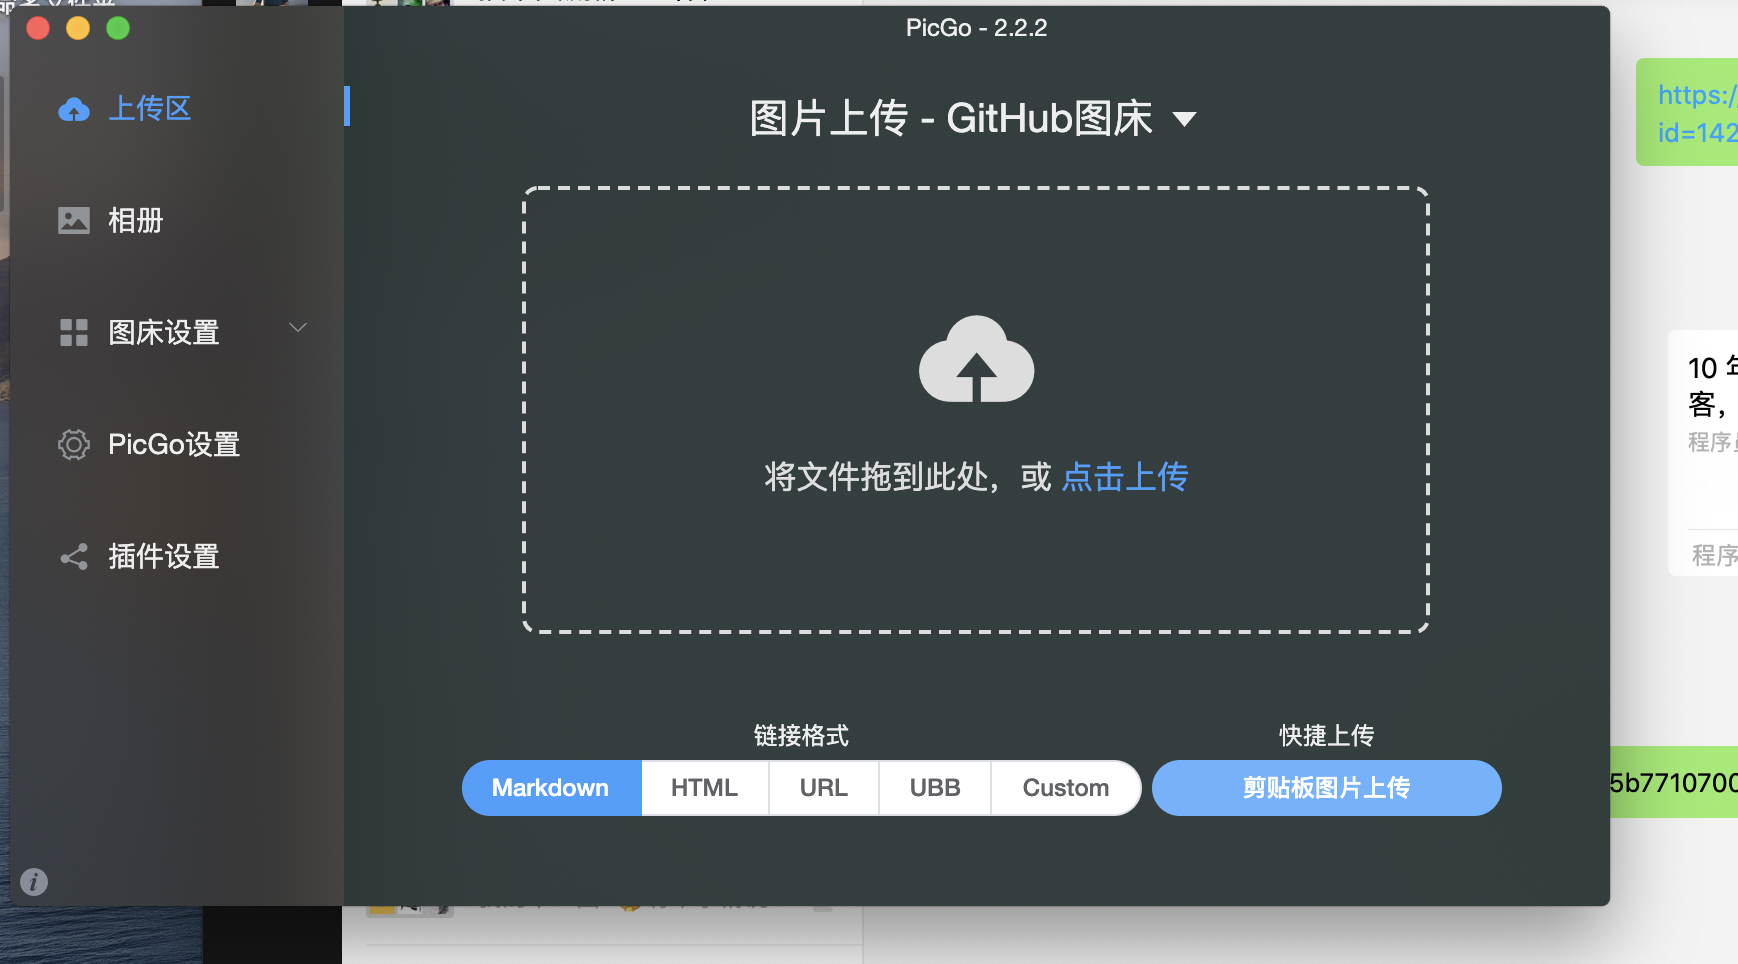 PicGo - 2.2.2
上传区
相册
图床设置
PicGo设置
插件设置
图片上传 - GitHub图床
将文件拖到此处，或 点击上传
链接格式
Markdown
HTML
URL
UBB
Custom
快捷上传
剪贴板图片上传
https:/
id=142
10
客，
程序
程序
5b7710700